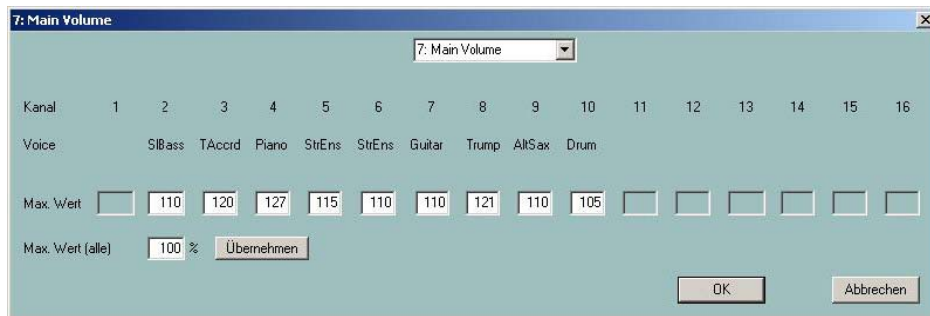 7: Main Volume
7: Main Volume
Kanal 1 2 3 4 5 6 7 8 9 10 11 12 13 14 15 16
Voice SlBass TAccrd Piano StrEns StrEns Guitar Trump AltSax Drum
Max. Wert 110 120 127 115 110 110 121 110 105
Max. Wert (alle) 100 % Übernehmen
OK Abbrechen